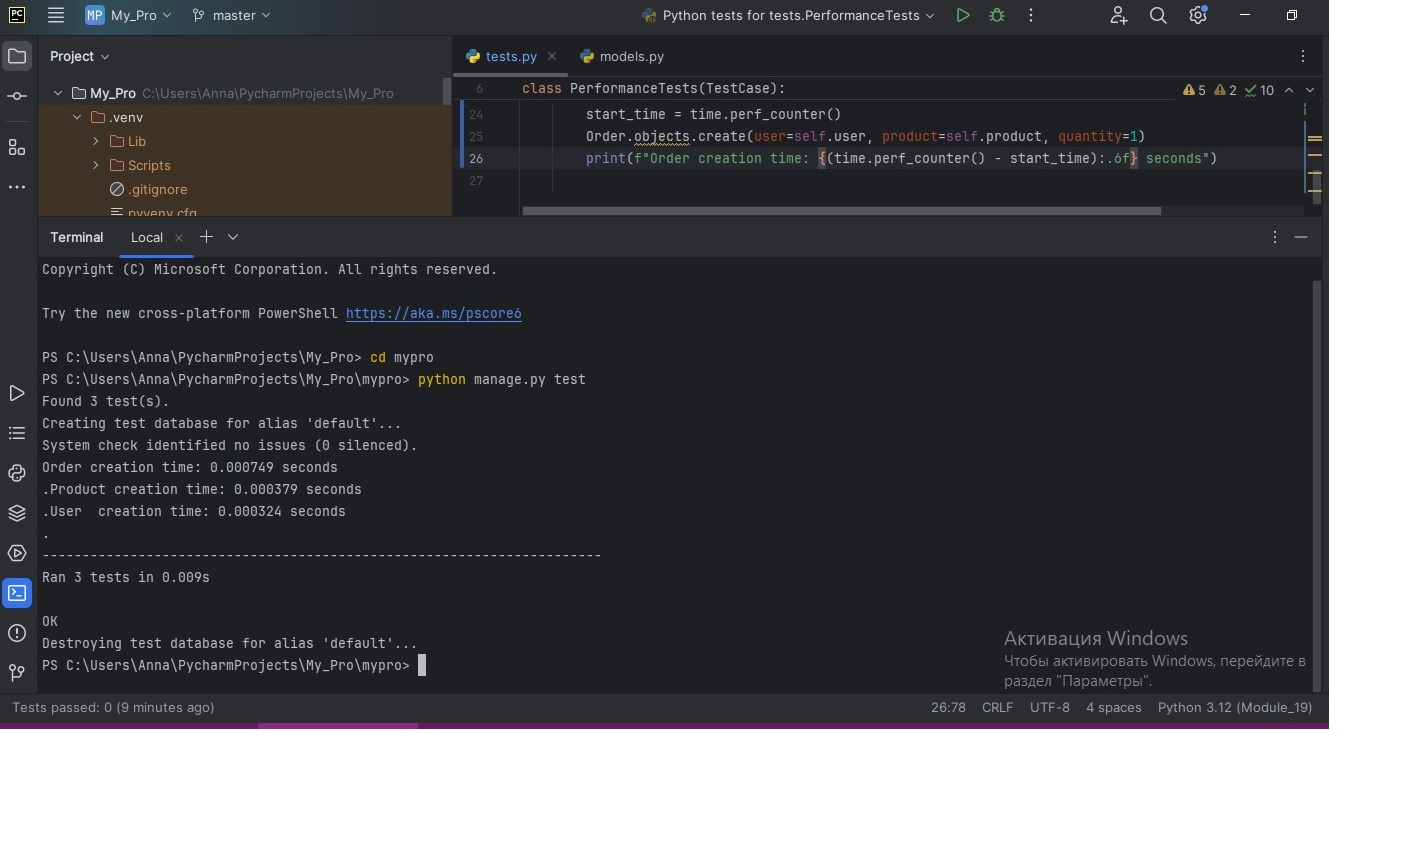 PC MP My_Pro master Python tests for tests.PerformanceTests
Project
tests.py models.py
My_Pro C:\Users\Anna\PycharmProjects\My_Pro
.venv
Lib
Scripts
.gitignore
pyvenv.cfg
6 class PerformanceTests(TestCase): 5 2 10
24 start_time = time.perf_counter()
25 Order.objects.create(user=self.user, product=self.product, quantity=1)
26 print(f"Order creation time: {(time.perf_counter() - start_time):.6f} seconds")
27
Terminal Local
Copyright (C) Microsoft Corporation. All rights reserved.
Try the new cross-platform PowerShell https://aka.ms/pscore6
PS C:\Users\Anna\PycharmProjects\My_Pro> cd mypro
PS C:\Users\Anna\PycharmProjects\My_Pro\mypro> python manage.py test
Found 3 test(s).
Creating test database for alias 'default'...
System check identified no issues (0 silenced).
Order creation time: 0.000749 seconds
.Product creation time: 0.000379 seconds
.User  creation time: 0.000324 seconds
.
----------------------------------------------------------------------
Ran 3 tests in 0.009s
OK
Destroying test database for alias 'default'...
PS C:\Users\Anna\PycharmProjects\My_Pro\mypro>
Активация Windows
Чтобы активировать Windows, перейдите в
раздел "Параметры".
Tests passed: 0 (9 minutes ago) 26:78 CRLF UTF-8 4 spaces Python 3.12 (Module_19)